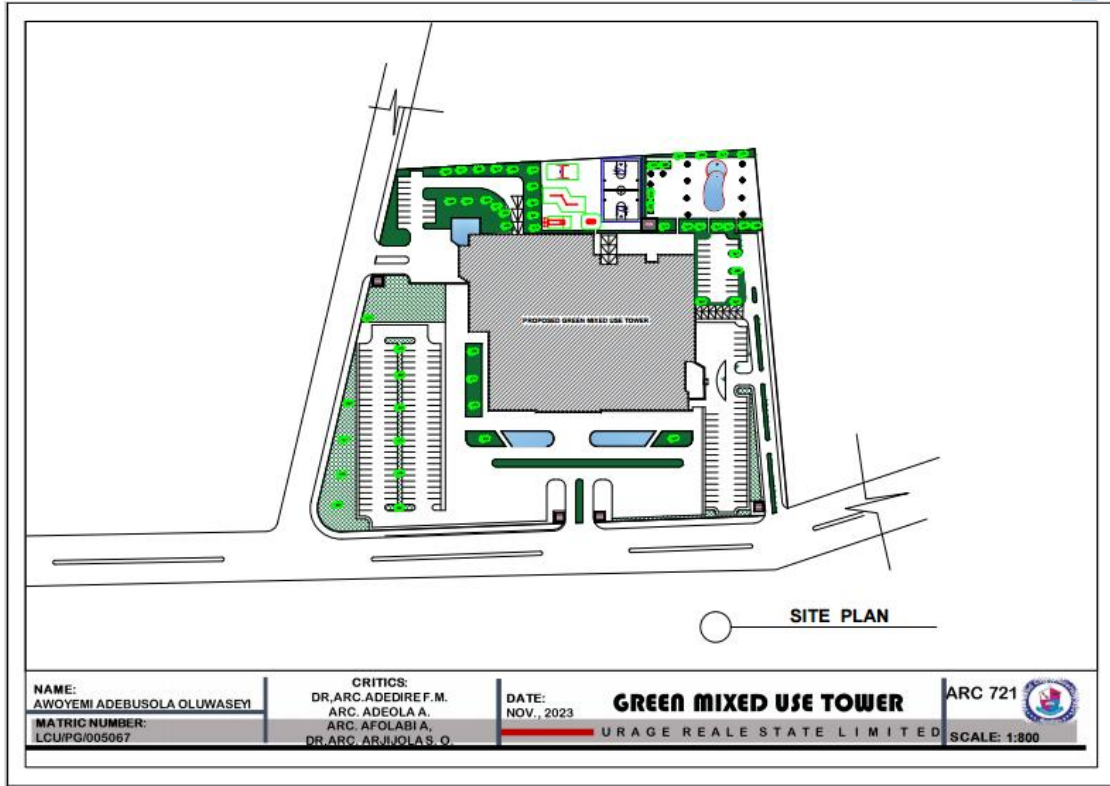 PROPOSED GREEN MIXED USE TOWER
SITE PLAN
NAME:
AWOYEMI ADEBUSOLA OLUWASEYI
MATRIC NUMBER:
LCU/PG/005067
CRITICS:
DR,ARC.ADEDIRE F.M.
ARC. ADEOLA A.
ARC. AFOLABI A,
DR.ARC. ARJIJOLA S. O.
DATE:
NOV., 2023
GREEN MIXED USE TOWER
URAGE REALE STATE LIMITED
ARC 721
SCALE: 1:800